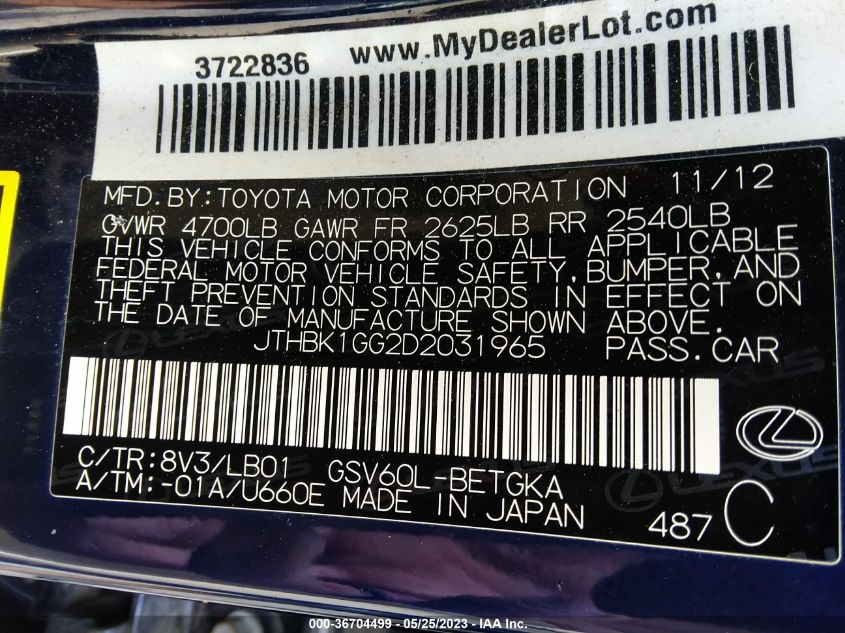 www.MyDealerLot.com
3722836
MFD.BY:TOYOTA MOTOR CORPORATION 11/12
GVWR 4700LB GAWR FR 2625LB RR 2540LB
THIS VEHICLE CONFORMS TO ALL APPLICABLE
FEDERAL MOTOR VEHICLE SAFETY,BUMPER,AND
THEFT PREVENTION STANDARDS IN EFFECT ON
THE DATE OF MANUFACTURE SHOWN ABOVE.
JTHBK1GG2D2031965 PASS.CAR
C/TR:8V3/LB01 GSV60L-BETGKA
A/TM:-01A/U660E MADE IN JAPAN
487 C
LEXUS
000-36704499 - 05/25/2023 - IAA Inc.